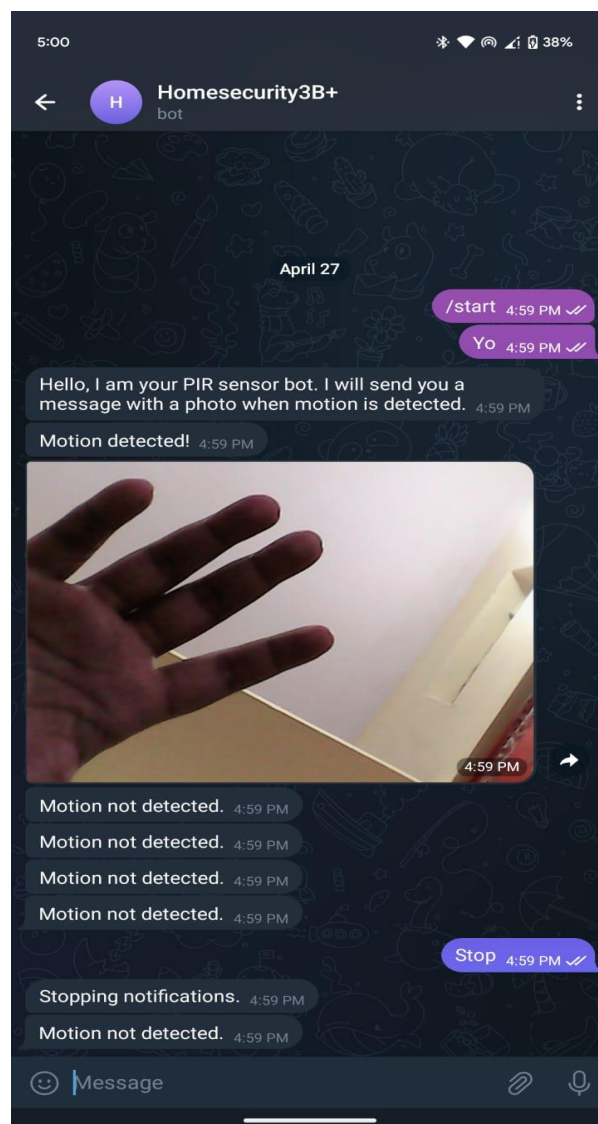 5:00 38%
H Homesecurity3B+
bot
April 27
/start 4:59 PM
Yo 4:59 PM
Hello, I am your PIR sensor bot. I will send you a
message with a photo when motion is detected. 4:59 PM
Motion detected! 4:59 PM
4:59 PM
Motion not detected. 4:59 PM
Motion not detected. 4:59 PM
Motion not detected. 4:59 PM
Motion not detected. 4:59 PM
Stop 4:59 PM
Stopping notifications. 4:59 PM
Motion not detected. 4:59 PM
Message